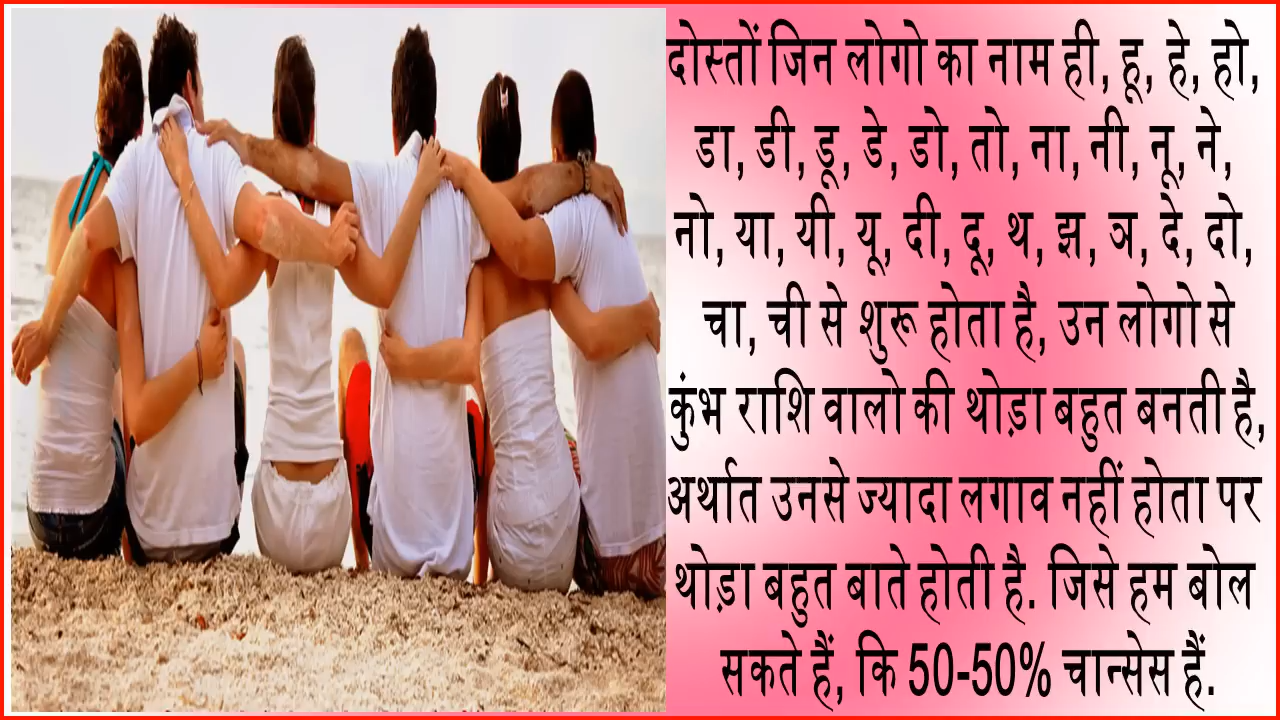 दोस्तों जिन लोगो का नाम ही, हू, हे, हो,
डा, डी, डू, डे, डो, तो, ना, नी, नू, ने,
नो, या, यी, यू, दी, दू, थ, झ, ञ, दे, दो,
चा, ची से शुरू होता है, उन लोगो से
कुंभ राशि वालो की थोड़ा बहुत बनती है,
अर्थात उनसे ज्यादा लगाव नहीं होता पर
थोड़ा बहुत बाते होती है. जिसे हम बोल
सकते हैं, कि 50-50% चान्सेस हैं.